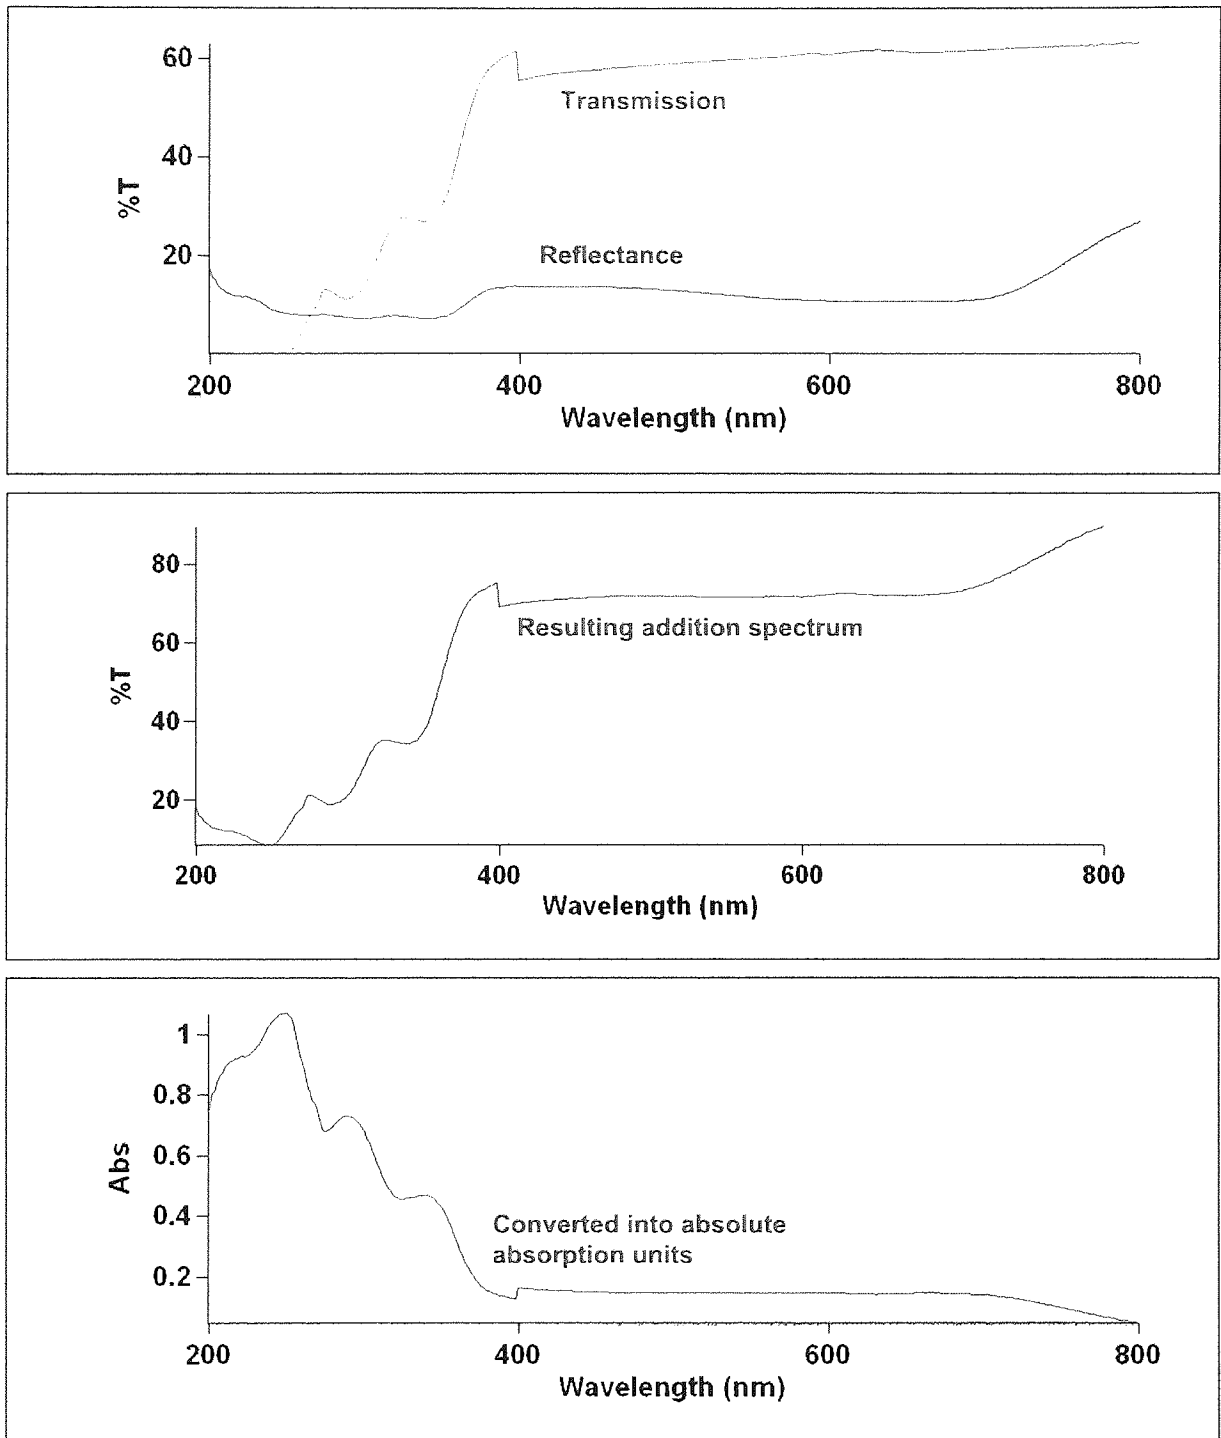 60
40
20
%T
Transmission
Reflectance
200 400 600 800
Wavelength (nm)
80
60
40
20
%T
Resulting addition spectrum
200 400 600 800
Wavelength (nm)
1
0.8
0.6
0.4
0.2
Abs
Converted into absolute
absorption units
200 400 600 800
Wavelength (nm)